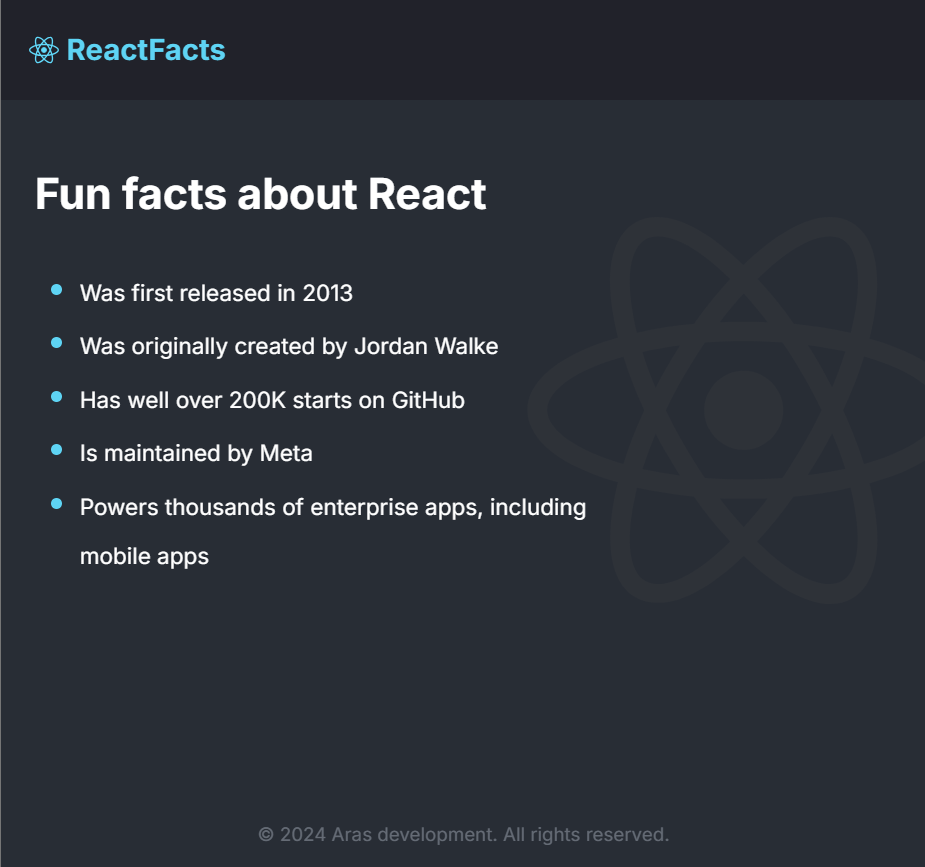 ReactFacts
Fun facts about React
Was first released in 2013
Was originally created by Jordan Walke
Has well over 200K starts on GitHub
Is maintained by Meta
Powers thousands of enterprise apps, including
mobile apps
© 2024 Aras development. All rights reserved.